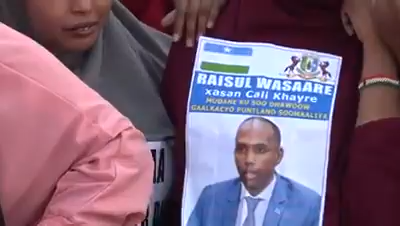 RAISUL WASAARE
Xasan Cali Khayre
MUDANE KU SOO DHAWOOW
GAALKACYO PUNTLAND SOOMAALIYA